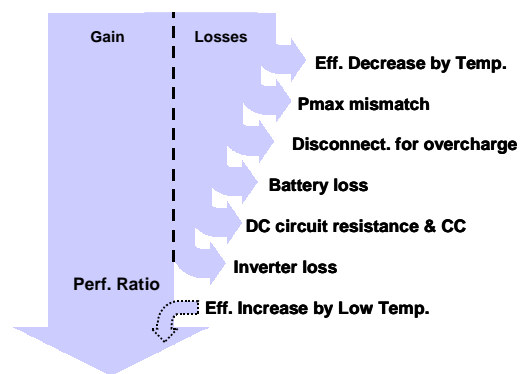 Gain
Losses
Eff. Decrease by Temp.
Pmax mismatch
Disconnect. for overcharge
Battery loss
DC circuit resistance & CC
Inverter loss
Perf. Ratio
Eff. Increase by Low Temp.